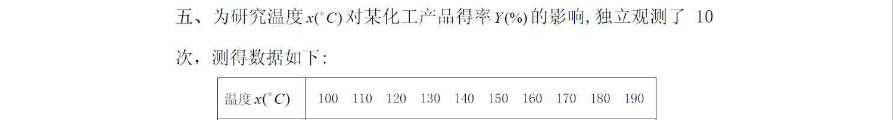 五、为研究温度 x(°C) 对某化工产品得率 Y(%) 的影响, 独立观测了 10
次，测得数据如下:
温度 x(°C) 100 110 120 130 140 150 160 170 180 190